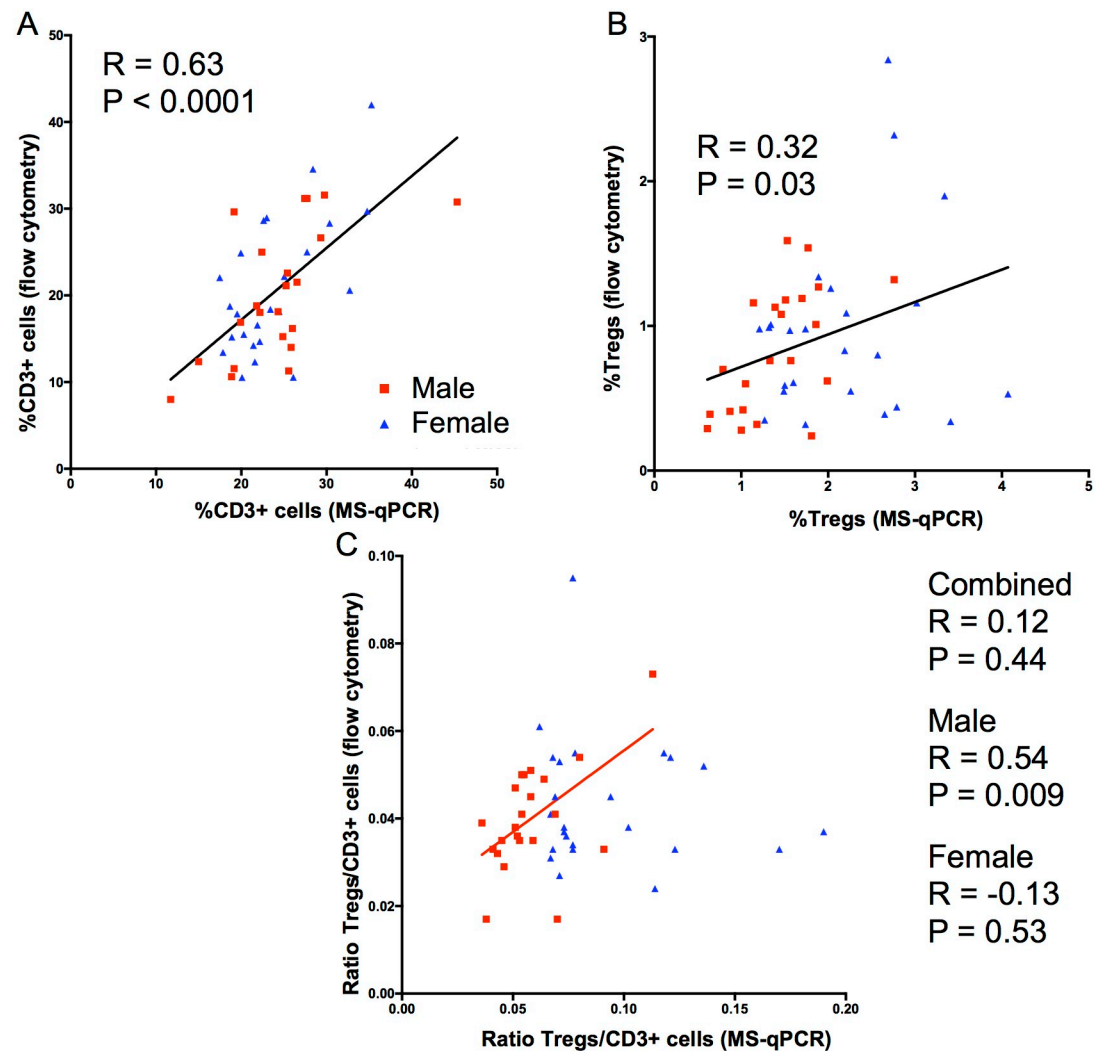 A
50
40
30
20
10
0
%CD3+ cells (flow cytometry)
R = 0.63
P < 0.0001
Male
Female
0 10 20 30 40 50
%CD3+ cells (MS-qPCR)
B
3
2
1
0
%Tregs (flow cytometry)
R = 0.32
P = 0.03
0 1 2 3 4 5
%Tregs (MS-qPCR)
C
0.10
0.08
0.06
0.04
0.02
0.00
Ratio Tregs/CD3+ cells (flow cytometry)
0.00 0.05 0.10 0.15 0.20
Ratio Tregs/CD3+ cells (MS-qPCR)
Combined
R = 0.12
P = 0.44
Male
R = 0.54
P = 0.009
Female
R = -0.13
P = 0.53